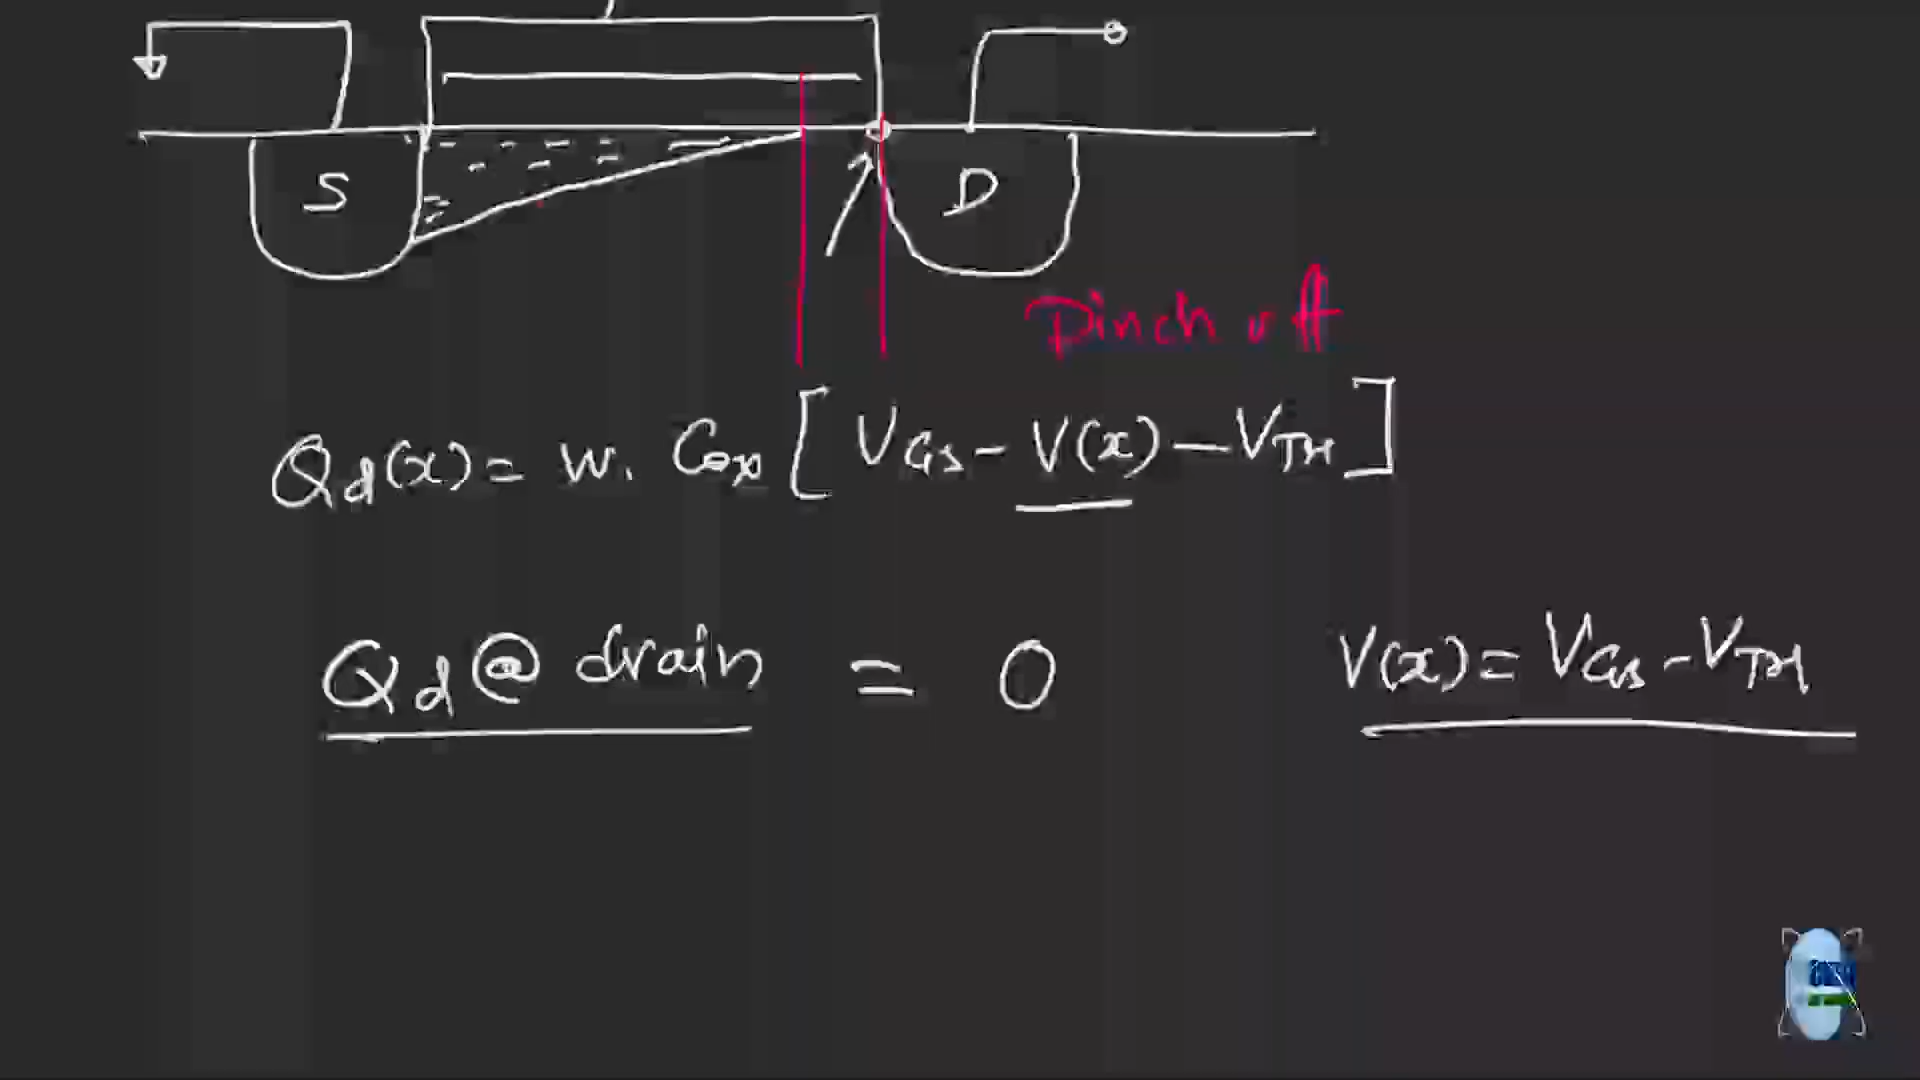 S D
Pinch off
Qd(x) = W. Cox [ VGS - V(x) - VTH ]
Qd @ drain = 0 V(x) = VGS - VTH